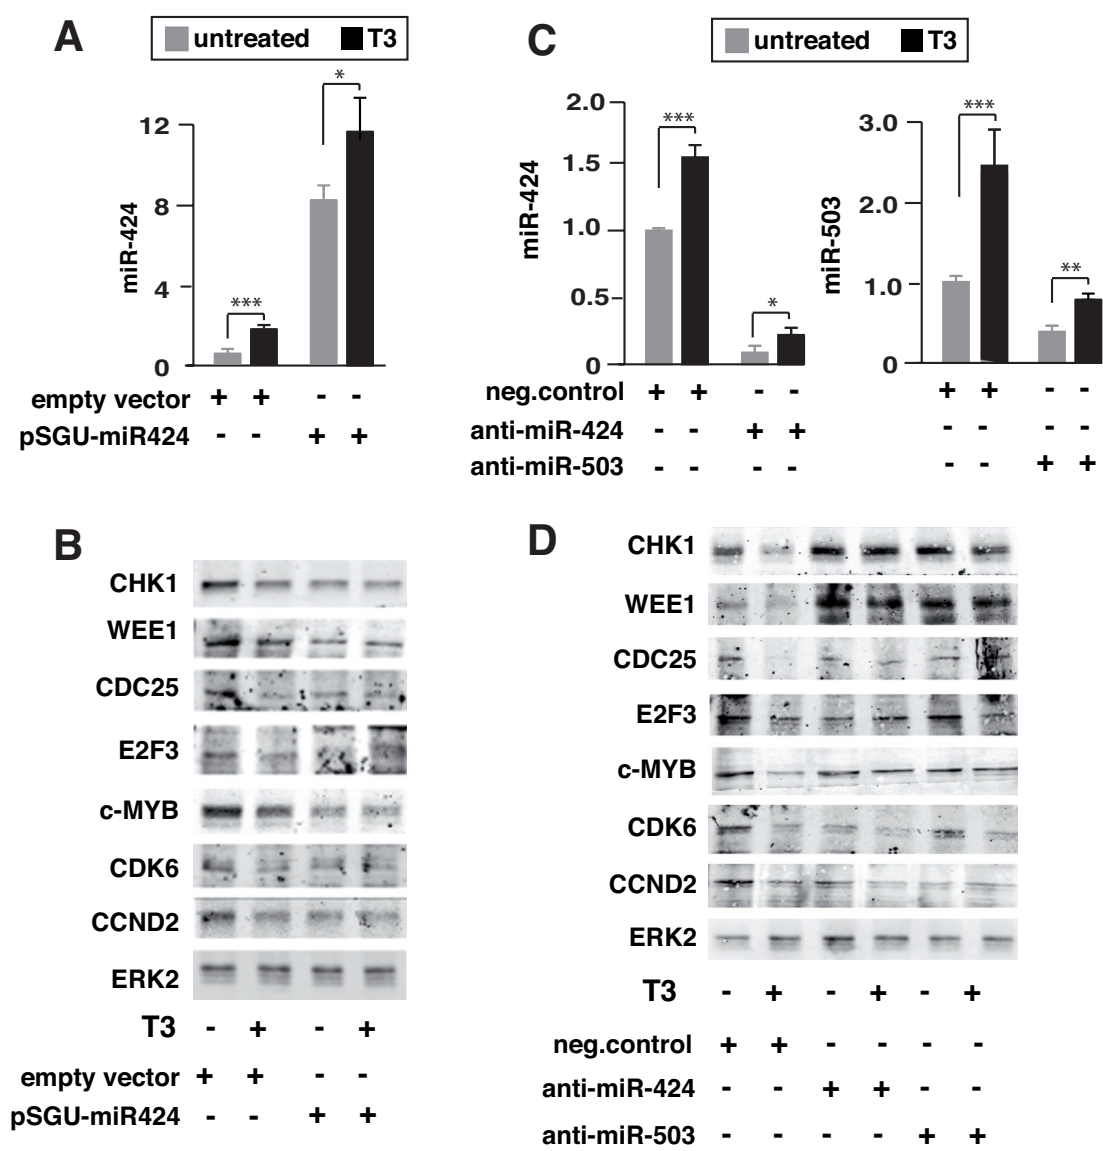 A
untreated T3
miR-424
12
8
4
0
***
*
empty vector + + - -
pSGU-miR424 - - + +
C
untreated T3
miR-424
2.0
1.5
1.0
0.5
0
***
*
miR-503
3.0
2.0
1.0
0
***
**
neg.control + + - - + + - -
anti-miR-424 - - + + - - - -
anti-miR-503 - - - - - - + +
B
CHK1
WEE1
CDC25
E2F3
c-MYB
CDK6
CCND2
ERK2
T3 - + - +
empty vector + + - -
pSGU-miR424 - - + +
D
CHK1
WEE1
CDC25
E2F3
c-MYB
CDK6
CCND2
ERK2
T3 - + - + - +
neg.control + + - - - -
anti-miR-424 - - + + - -
anti-miR-503 - - - - + +